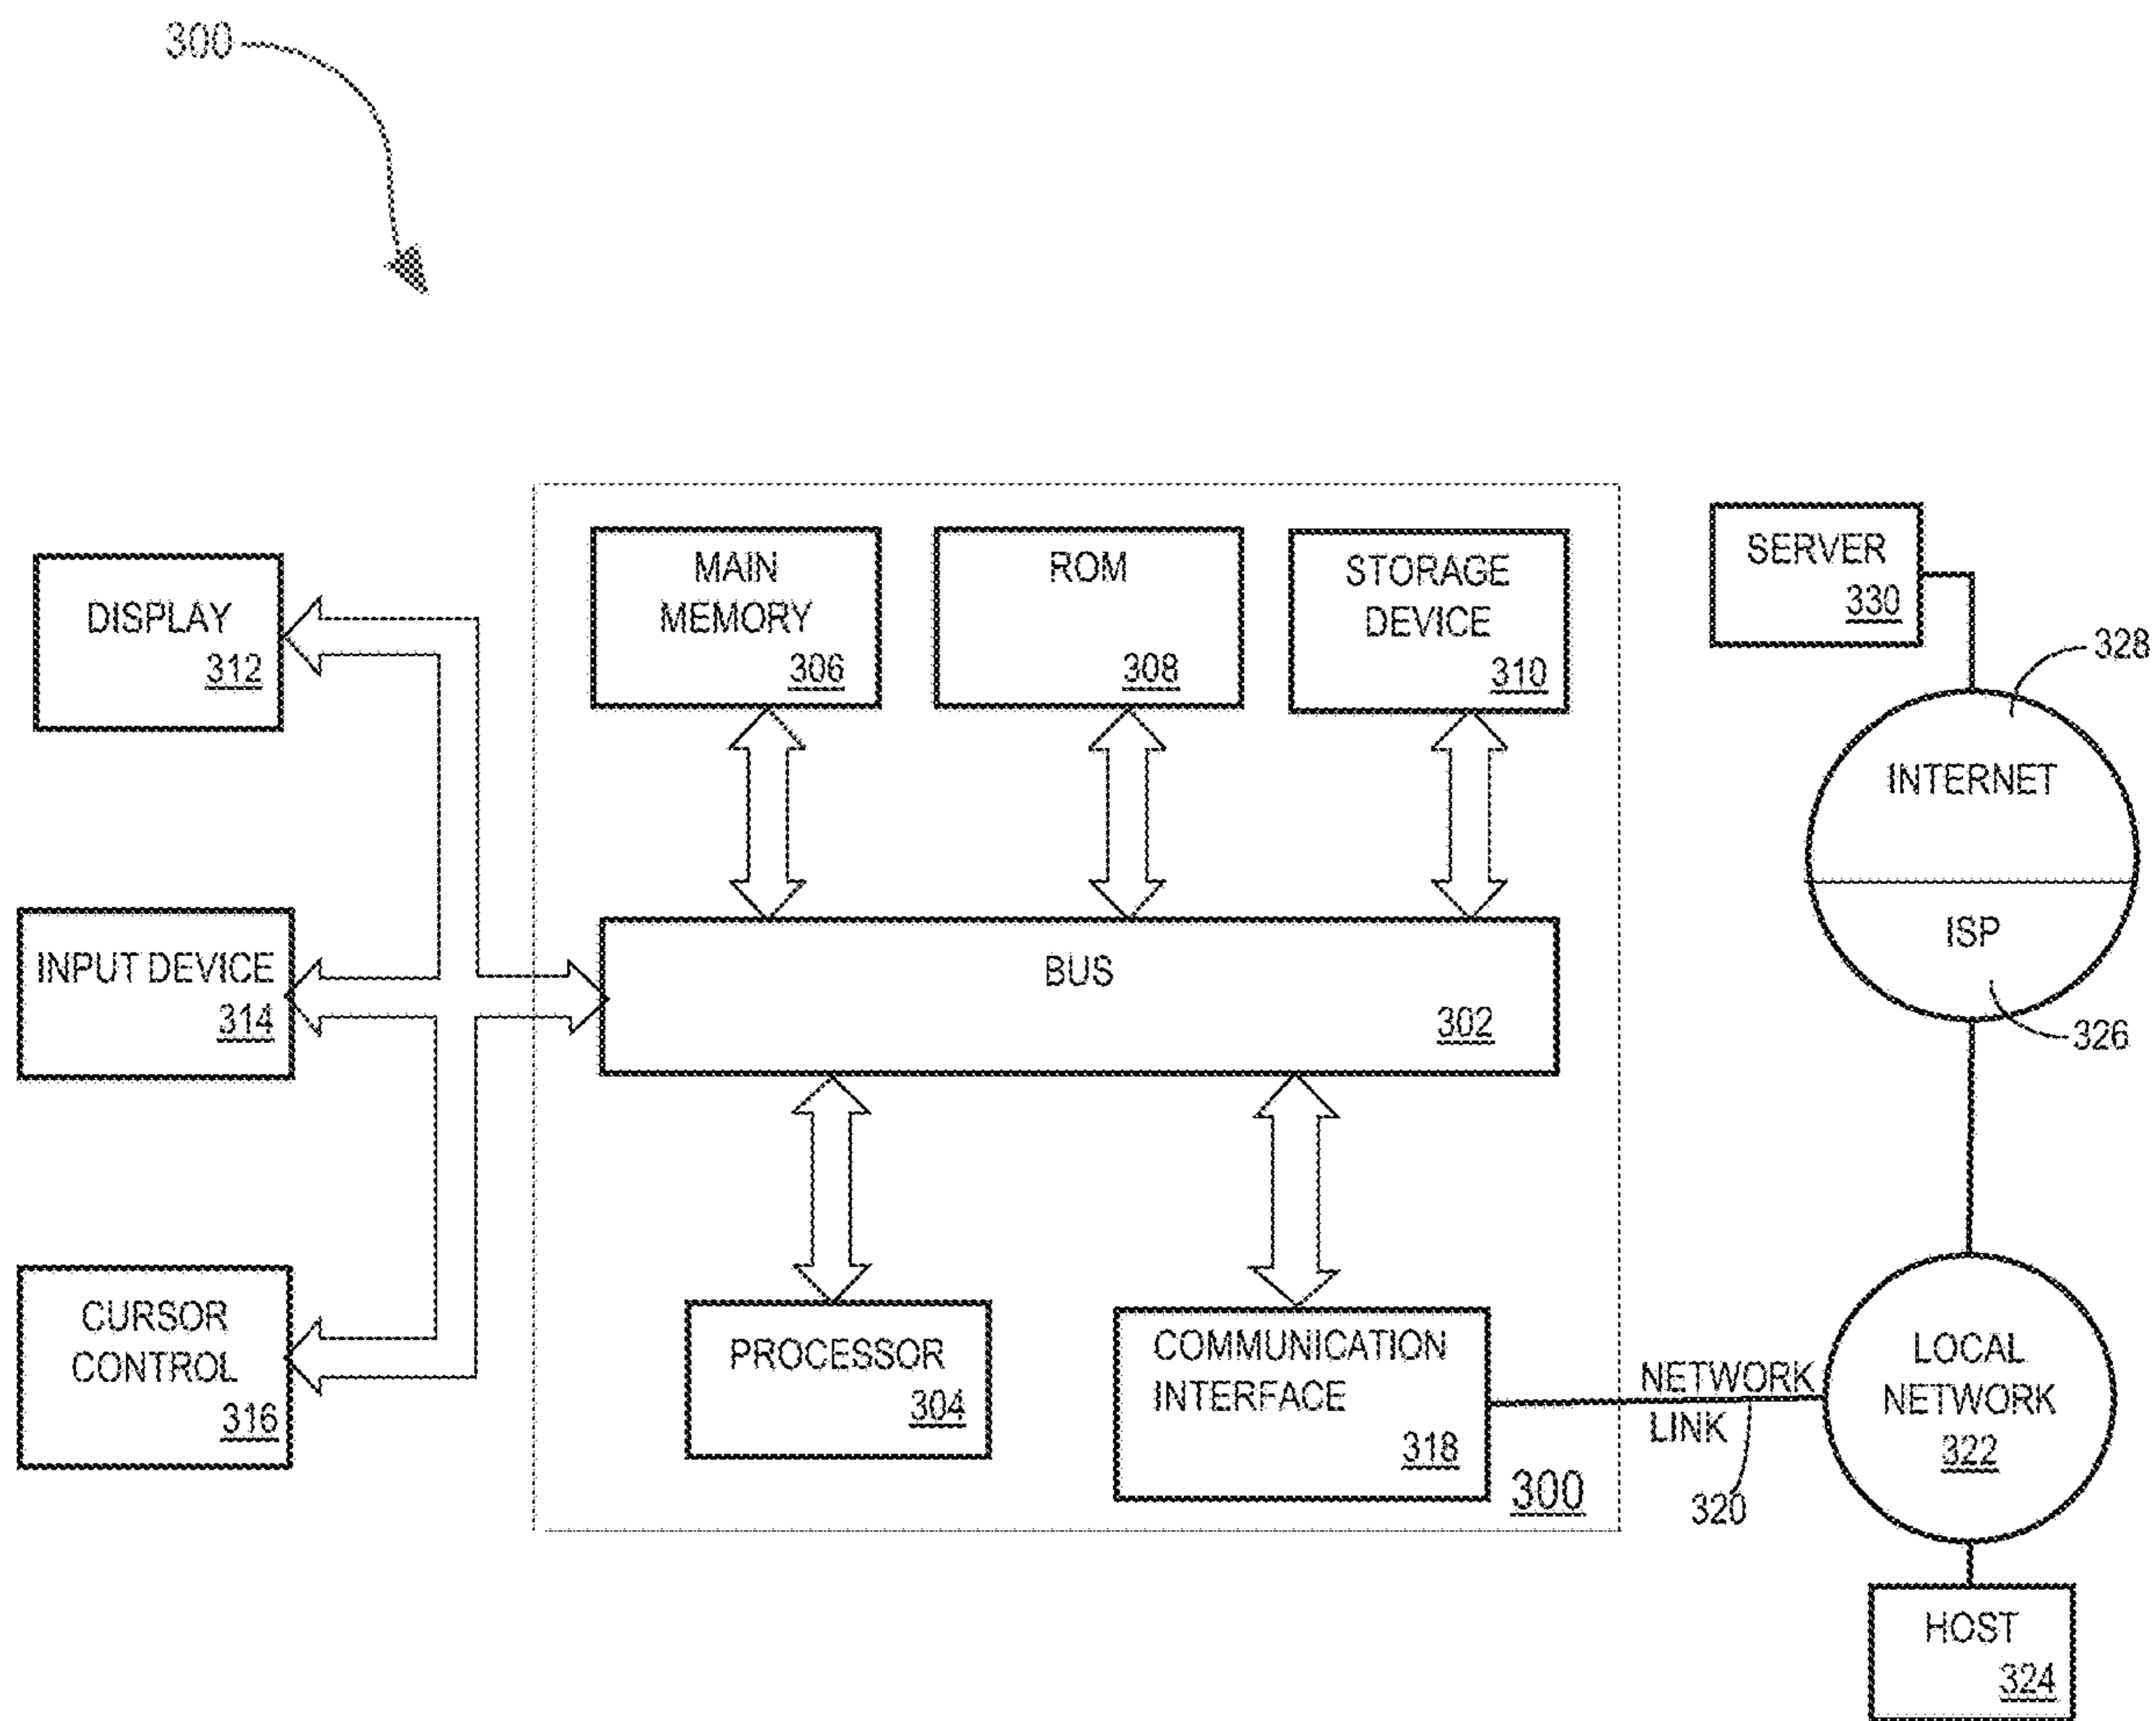 300
DISPLAY
312
INPUT DEVICE
314
CURSOR
CONTROL
316
MAIN
MEMORY
306
ROM
308
STORAGE
DEVICE
310
BUS
302
PROCESSOR
304
COMMUNICATION
INTERFACE
318
300
NETWORK
LINK
320
SERVER
330
328
INTERNET
ISP
326
LOCAL
NETWORK
322
HOST
324